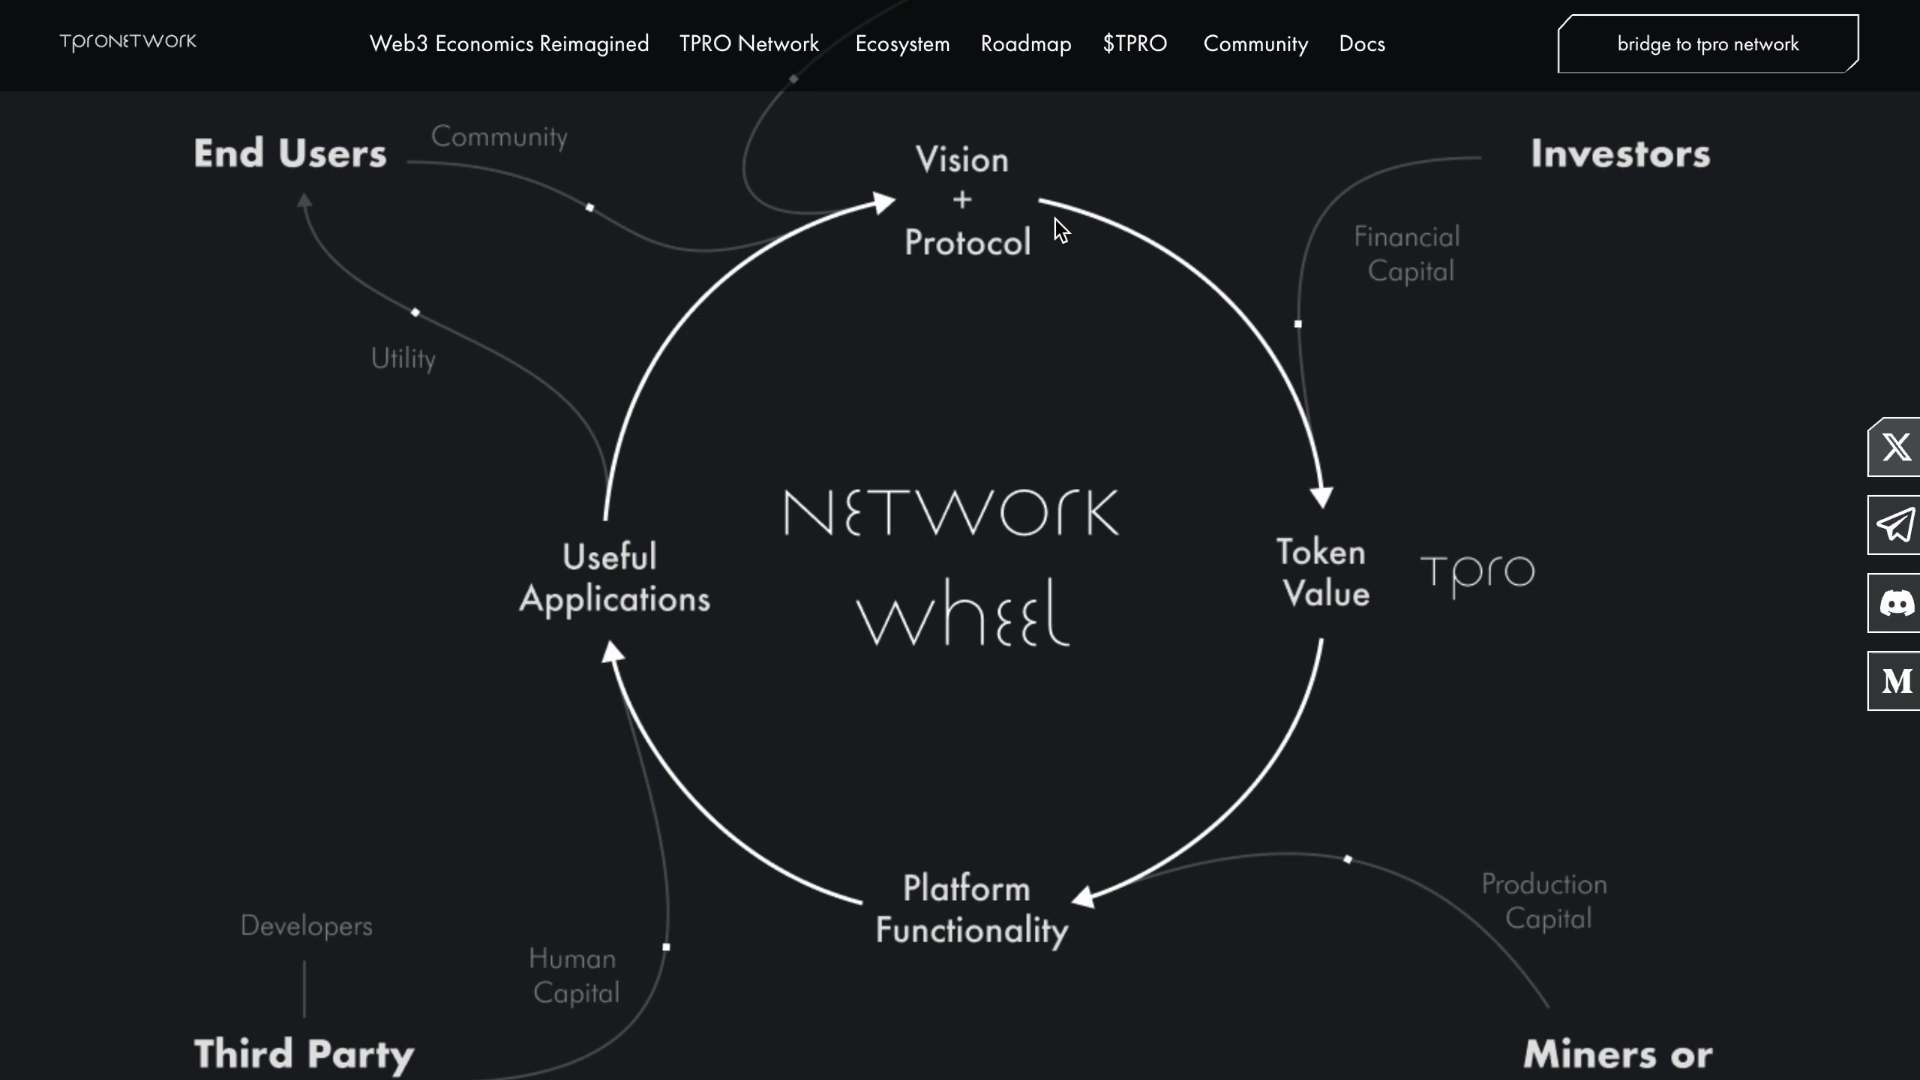 TPRO NETWORK
Web3 Economics Reimagined
TPRO Network
Ecosystem
Roadmap
$TPRO
Community
Docs
bridge to tpro network
End Users
Community
Vision
+
Protocol
Investors
Financial
Capital
Utility
NETWORK
wheel
Useful
Applications
Token
Value
Tpro
M
Platform
Functionality
Production
Capital
Developers
Human
Capital
Third Party
Miners or